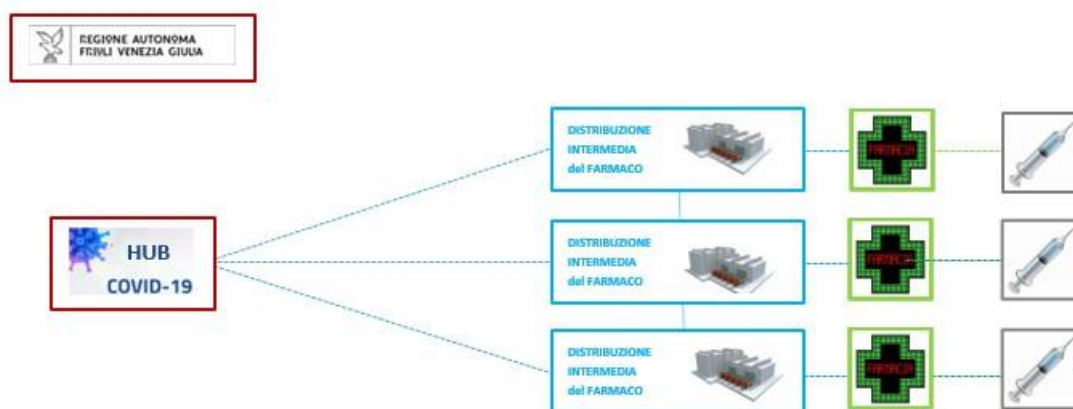 REGIONE AUTONOMA
FRIULI VENEZIA GIULIA
DISTRIBUZIONE
INTERMEDIA
del FARMACO
FARMACIA
HUB
COVID-19
DISTRIBUZIONE
INTERMEDIA
del FARMACO
FARMACIA
DISTRIBUZIONE
INTERMEDIA
del FARMACO
FARMACIA